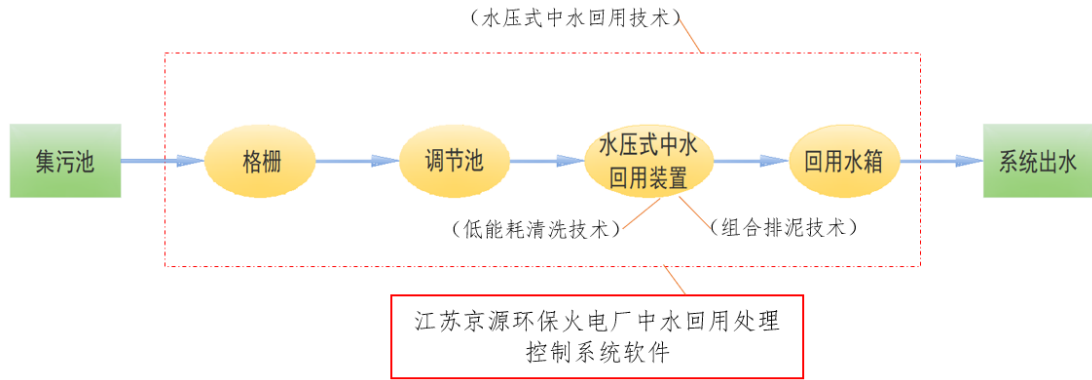 （水压式中水回用技术）
集污池
格栅
调节池
水压式中水
回用装置
回用水箱
系统出水
（低能耗清洗技术）
（组合排泥技术）
江苏京源环保火电厂中水回用处理
控制系统软件